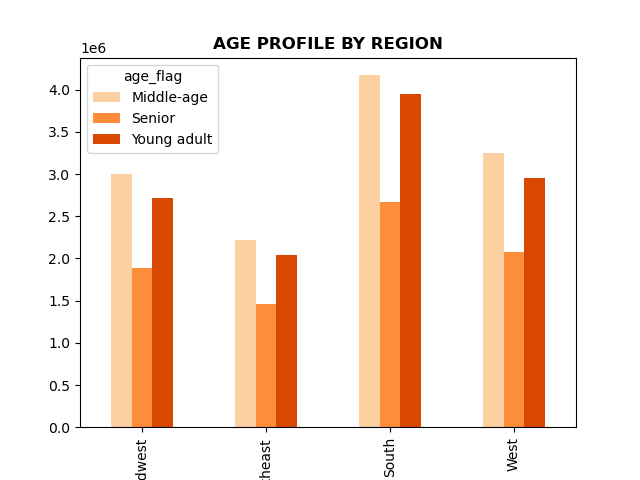 AGE PROFILE BY REGION
1e6
age_flag
Middle-age
Senior
Young adult
4.0
3.5
3.0
2.5
2.0
1.5
1.0
0.5
0.0
dwest
heast
South
West